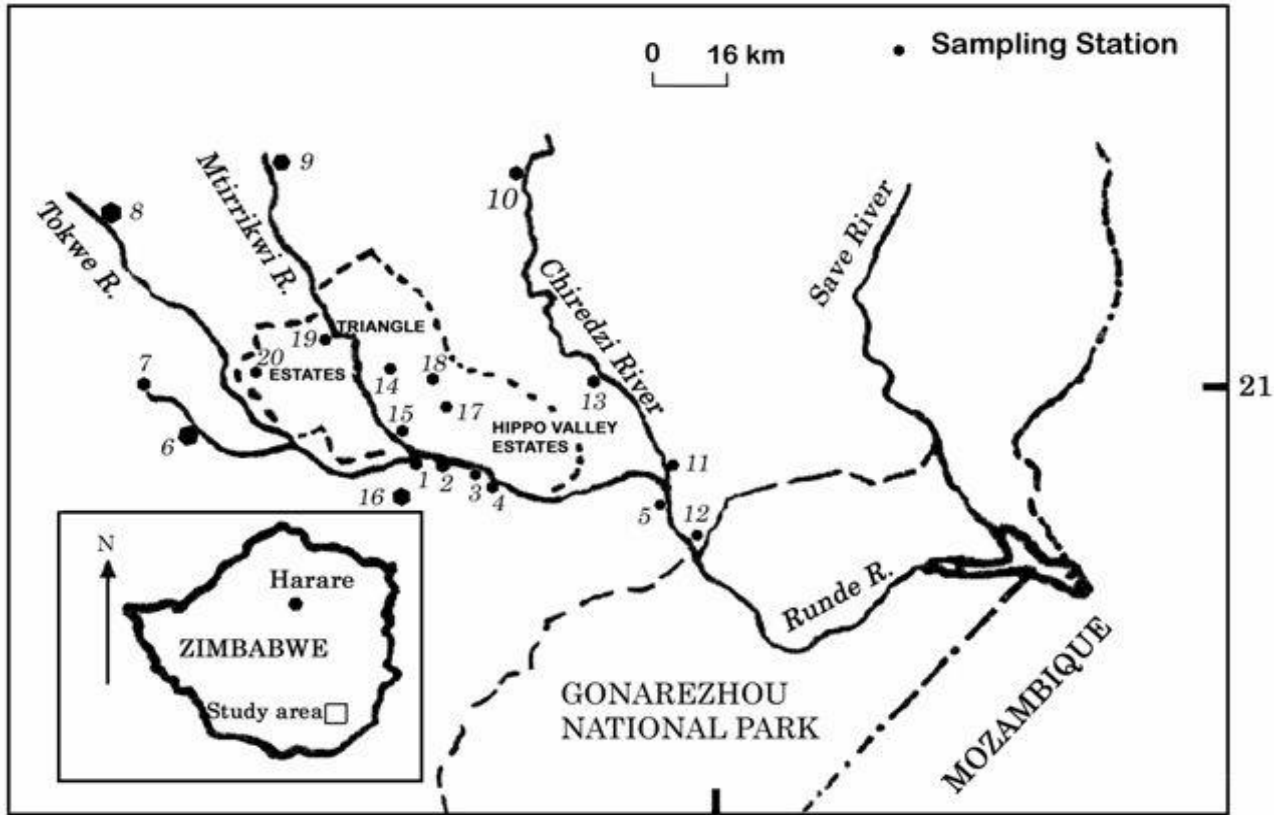 0 16 km
Sampling Station
9
Mtirrikwi R.
10
8
Tokwe R.
Save River
Chiredzi River
TRIANGLE
19
20
ESTATES
7
14
18
13
21
17
15
HIPPO VALLEY
ESTATES
6
1
2
3
4
11
16
5
12
N
Harare
ZIMBABWE
Study area
Runde R.
GONAREZHOU
NATIONAL PARK
MOZAMBIQUE